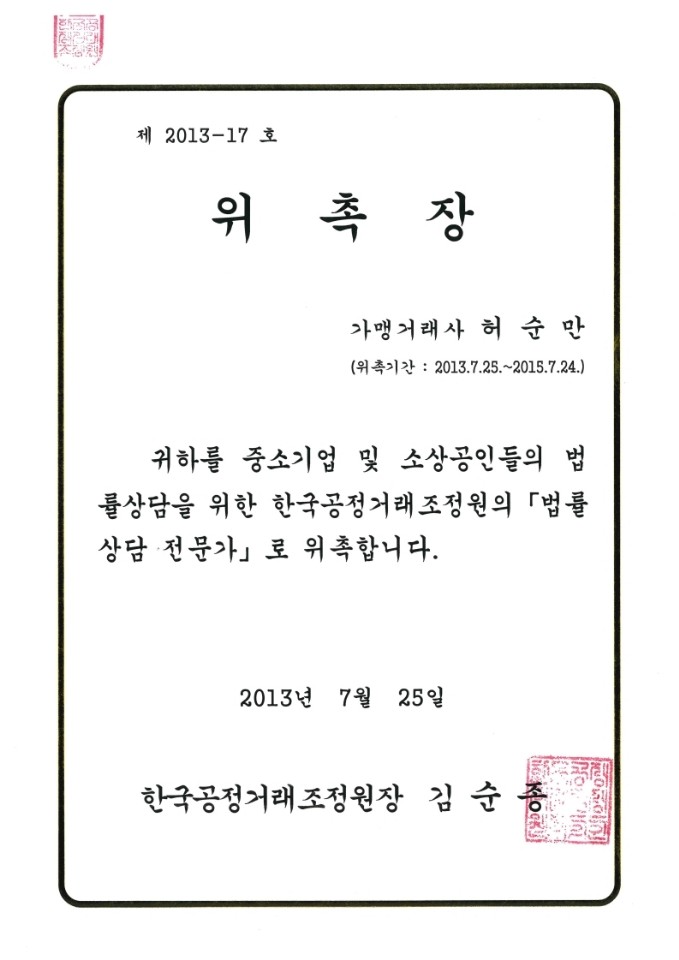 제 2013-17 호
위 촉 장
가맹거래사 허 순 만
(위촉기간 : 2013.7.25.~2015.7.24.)
귀하를 중소기업 및 소상공인들의 법
률상담을 위한 한국공정거래조정원의 「법률
상담 전문가」로 위촉합니다.
2013년 7월 25일
한국공정거래조정원장 김 순 종